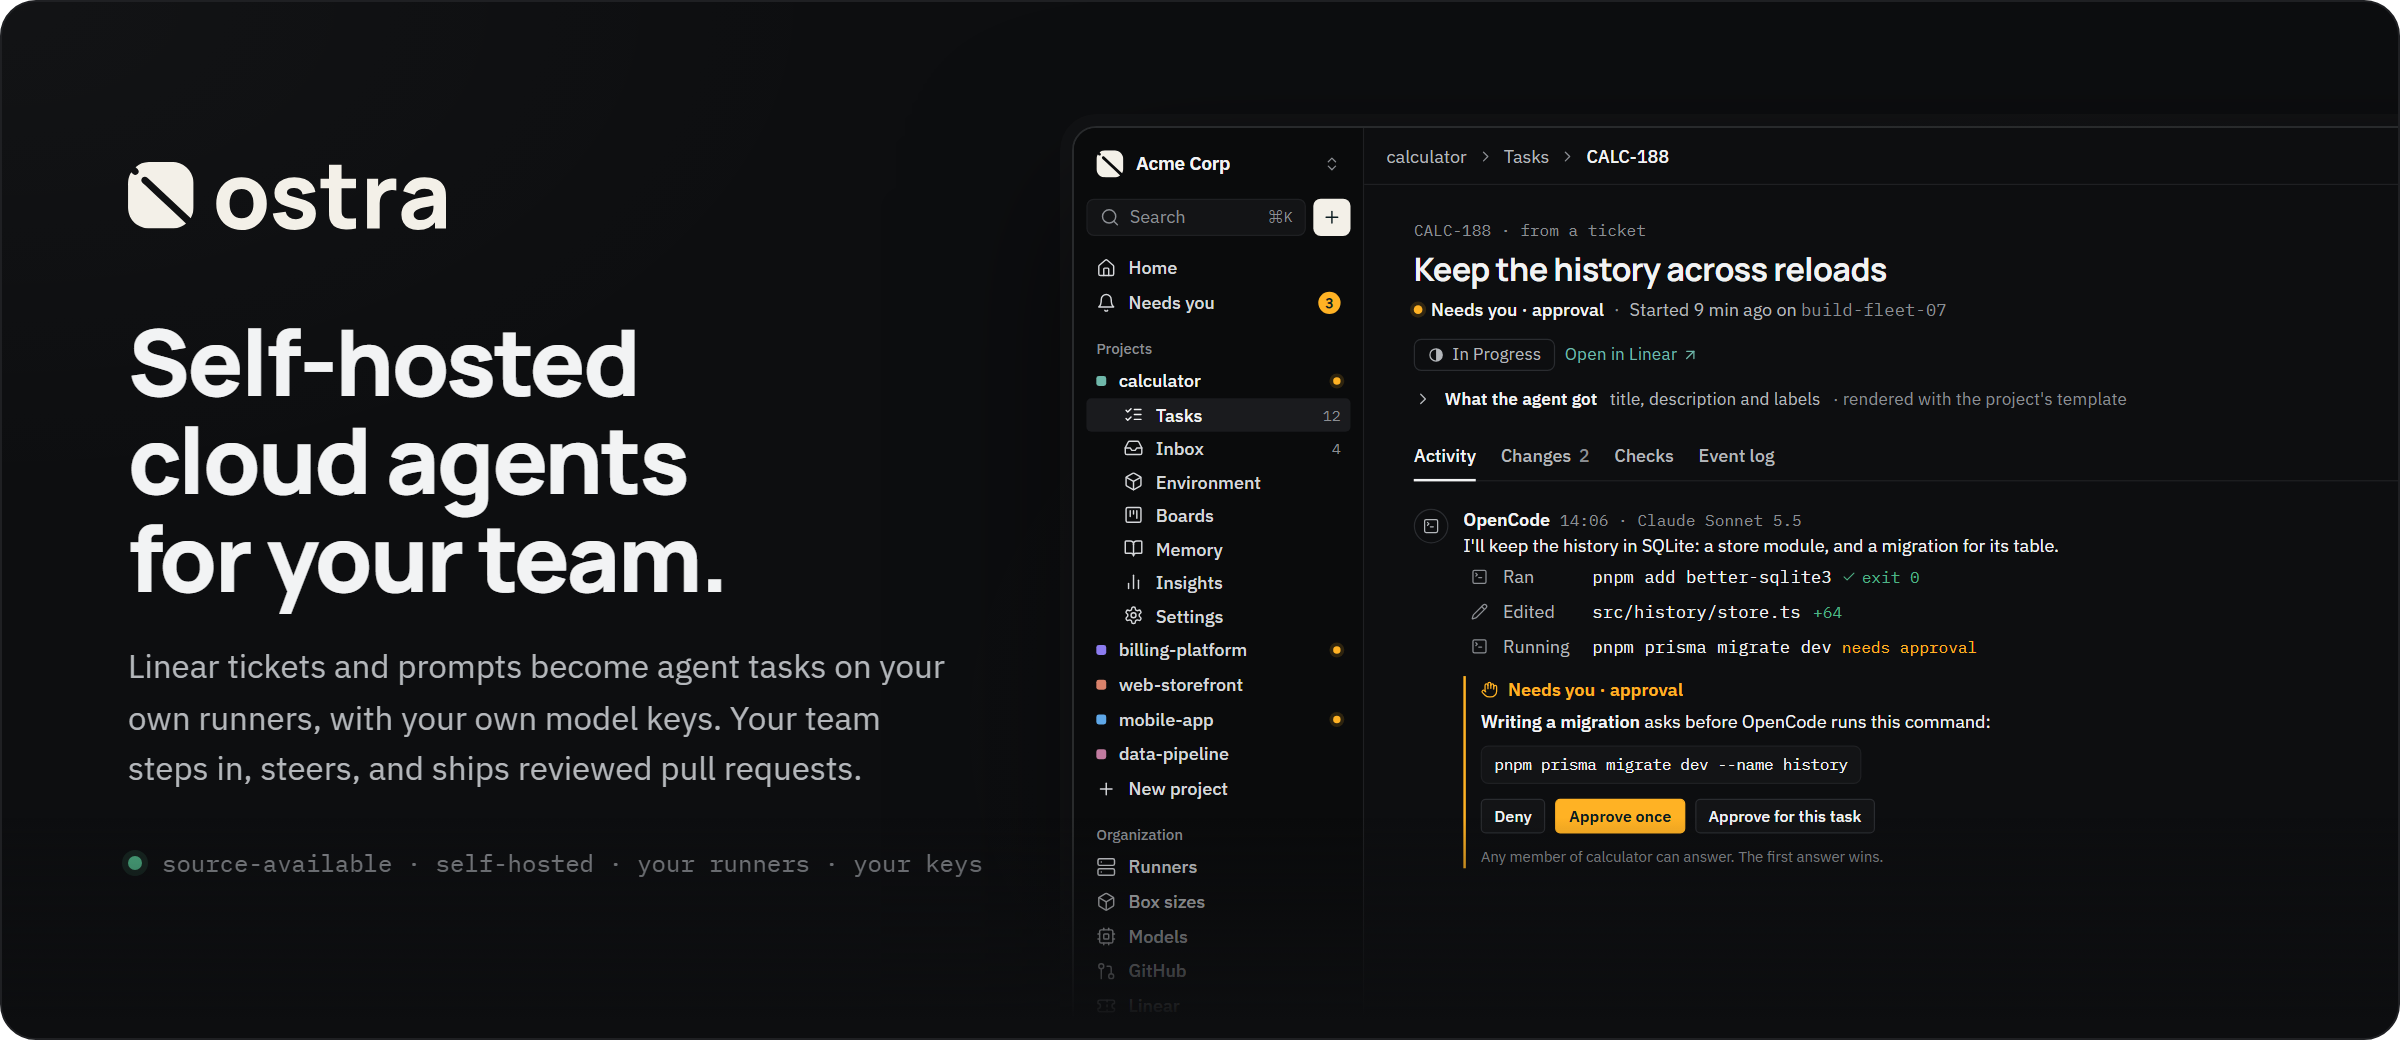 ostra
Self-hosted
cloud agents
for your team.
Linear tickets and prompts become agent tasks on your
own runners, with your own model keys. Your team
steps in, steers, and ships reviewed pull requests.
source-available · self-hosted · your runners · your keys
Acme Corp
Search ⌘K
Home
Needs you 3
Projects
calculator
Tasks 12
Inbox 4
Environment
Boards
Memory
Insights
Settings
billing-platform
web-storefront
mobile-app
data-pipeline
New project
Organization
Runners
Box sizes
Models
GitHub
Linear
calculator > Tasks > CALC-188
CALC-188 · from a ticket
Keep the history across reloads
Needs you · approval · Started 9 min ago on build-fleet-07
In Progress Open in Linear ↗
What the agent got title, description and labels · rendered with the project's template
Activity Changes 2 Checks Event log
OpenCode 14:06 · Claude Sonnet 5.5
I'll keep the history in SQLite: a store module, and a migration for its table.
Ran pnpm add better-sqlite3 ✓ exit 0
Edited src/history/store.ts +64
Running pnpm prisma migrate dev needs approval
Needs you · approval
Writing a migration asks before OpenCode runs this command:
pnpm prisma migrate dev --name history
Deny Approve once Approve for this task
Any member of calculator can answer. The first answer wins.